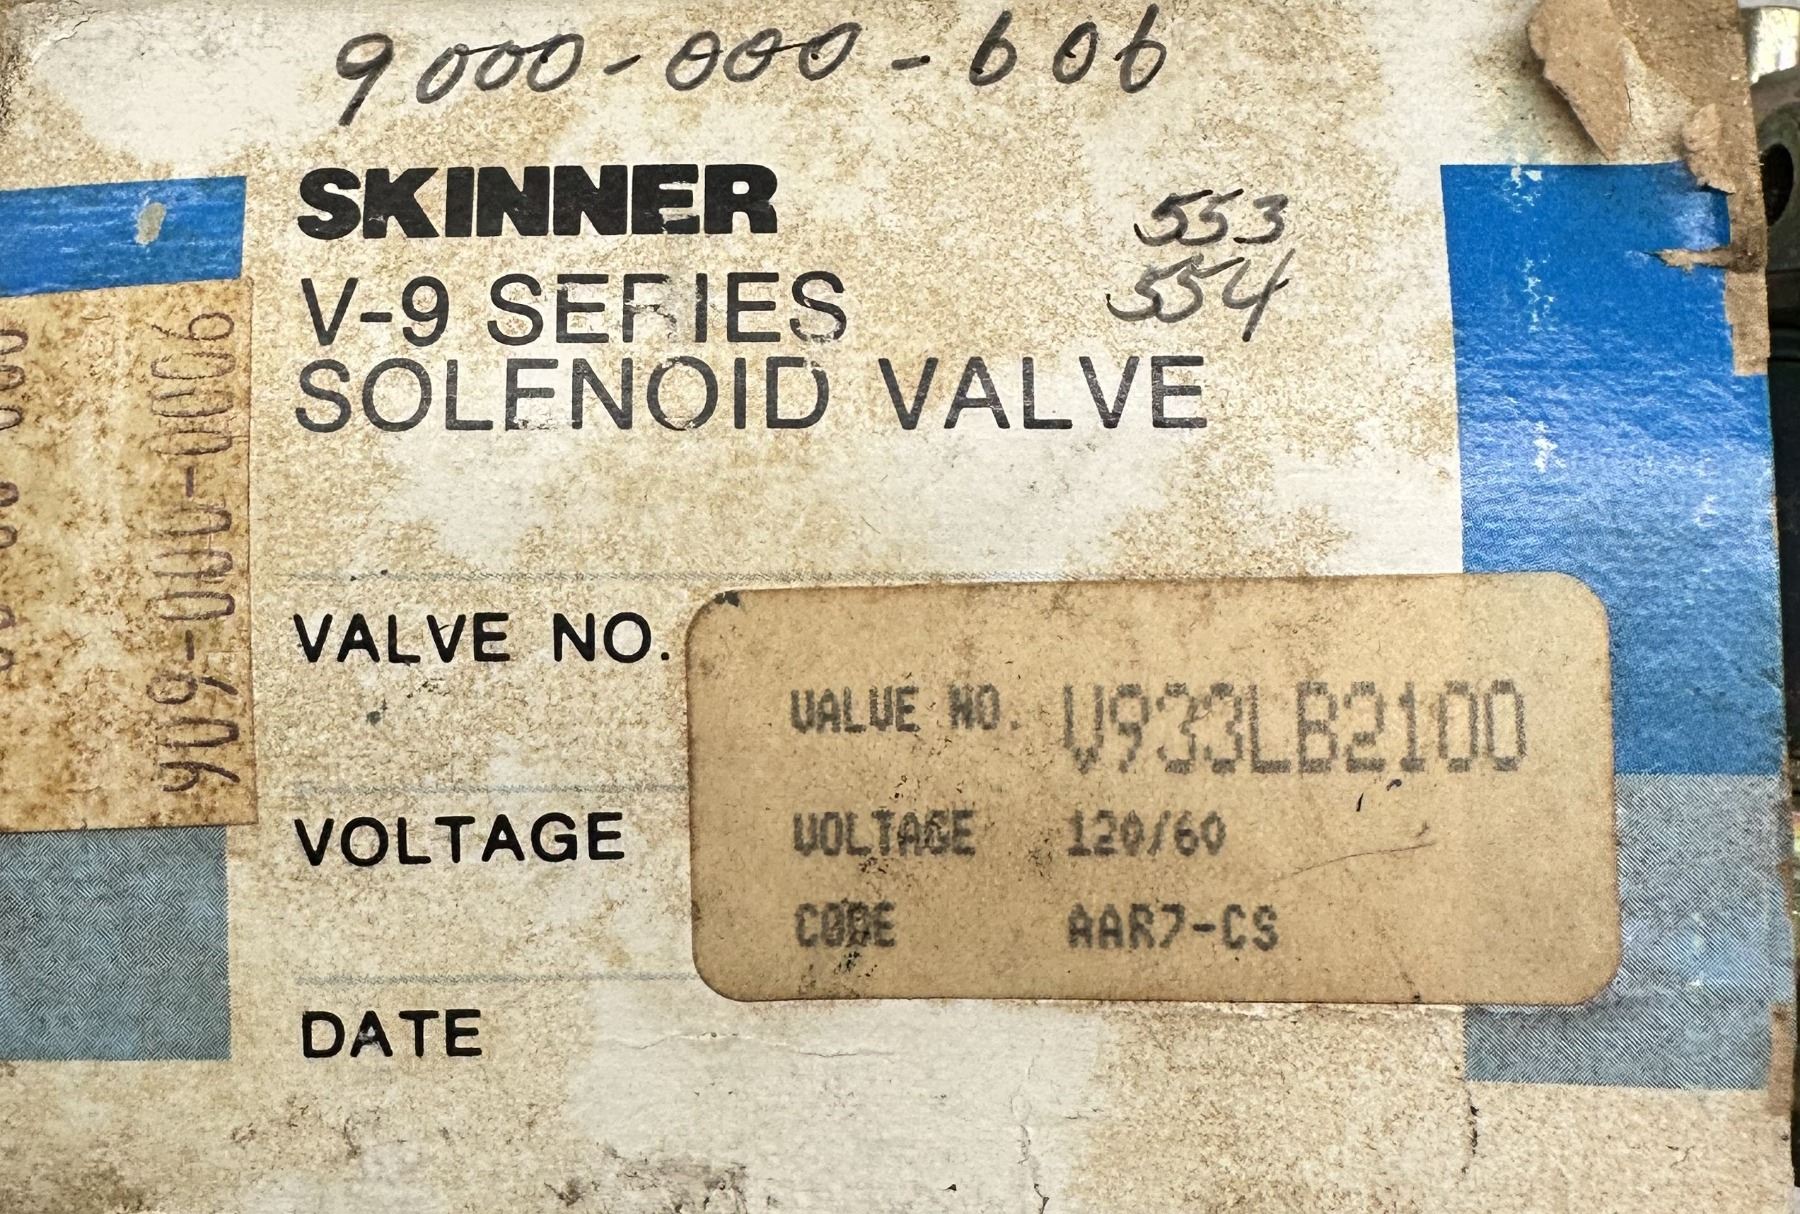 9000-000-606
SKINNER
553
V-9 SERIES
554
SOLENOID VALVE
VALVE NO.
VALVE NO. V933LB2100
VOLTAGE
VOLTAGE 120/60
CODE AAR7-CS
DATE